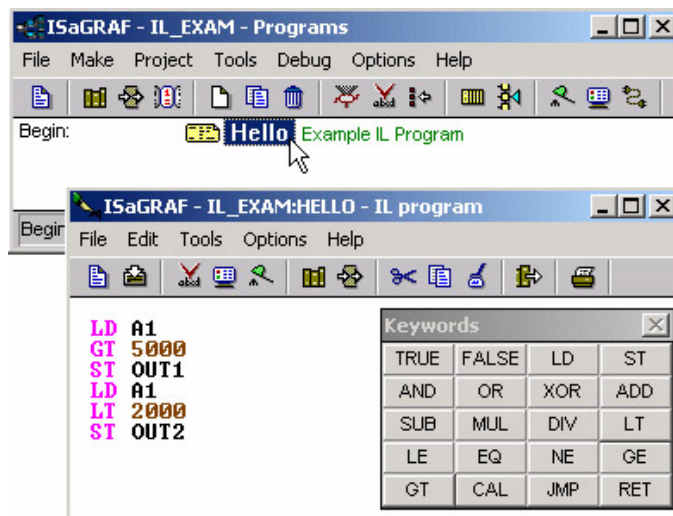 ISaGRAF - IL_EXAM - Programs
File Make Project Tools Debug Options Help
Begin: Hello Example IL Program
ISaGRAF - IL_EXAM:HELLO - IL program
Begin
File Edit Tools Options Help
LD A1
GT 5000
ST OUT1
LD A1
LT 2000
ST OUT2
Keywords
TRUE FALSE LD ST
AND OR XOR ADD
SUB MUL DIV LT
LE EQ NE GE
GT CAL JMP RET